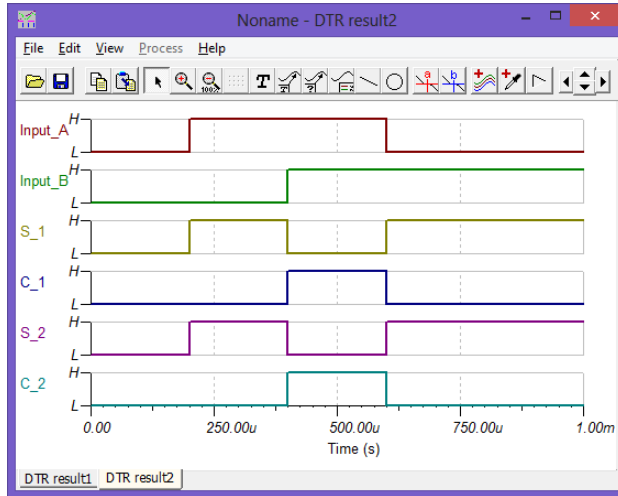 Noname - DTR result2
File Edit View Process Help
100%
T
a b
Input_A H
L
Input_B H
L
S_1 H
L
C_1 H
L
S_2 H
L
C_2 H
L
0.00 250.00u 500.00u 750.00u 1.00m
Time (s)
DTR result1 DTR result2